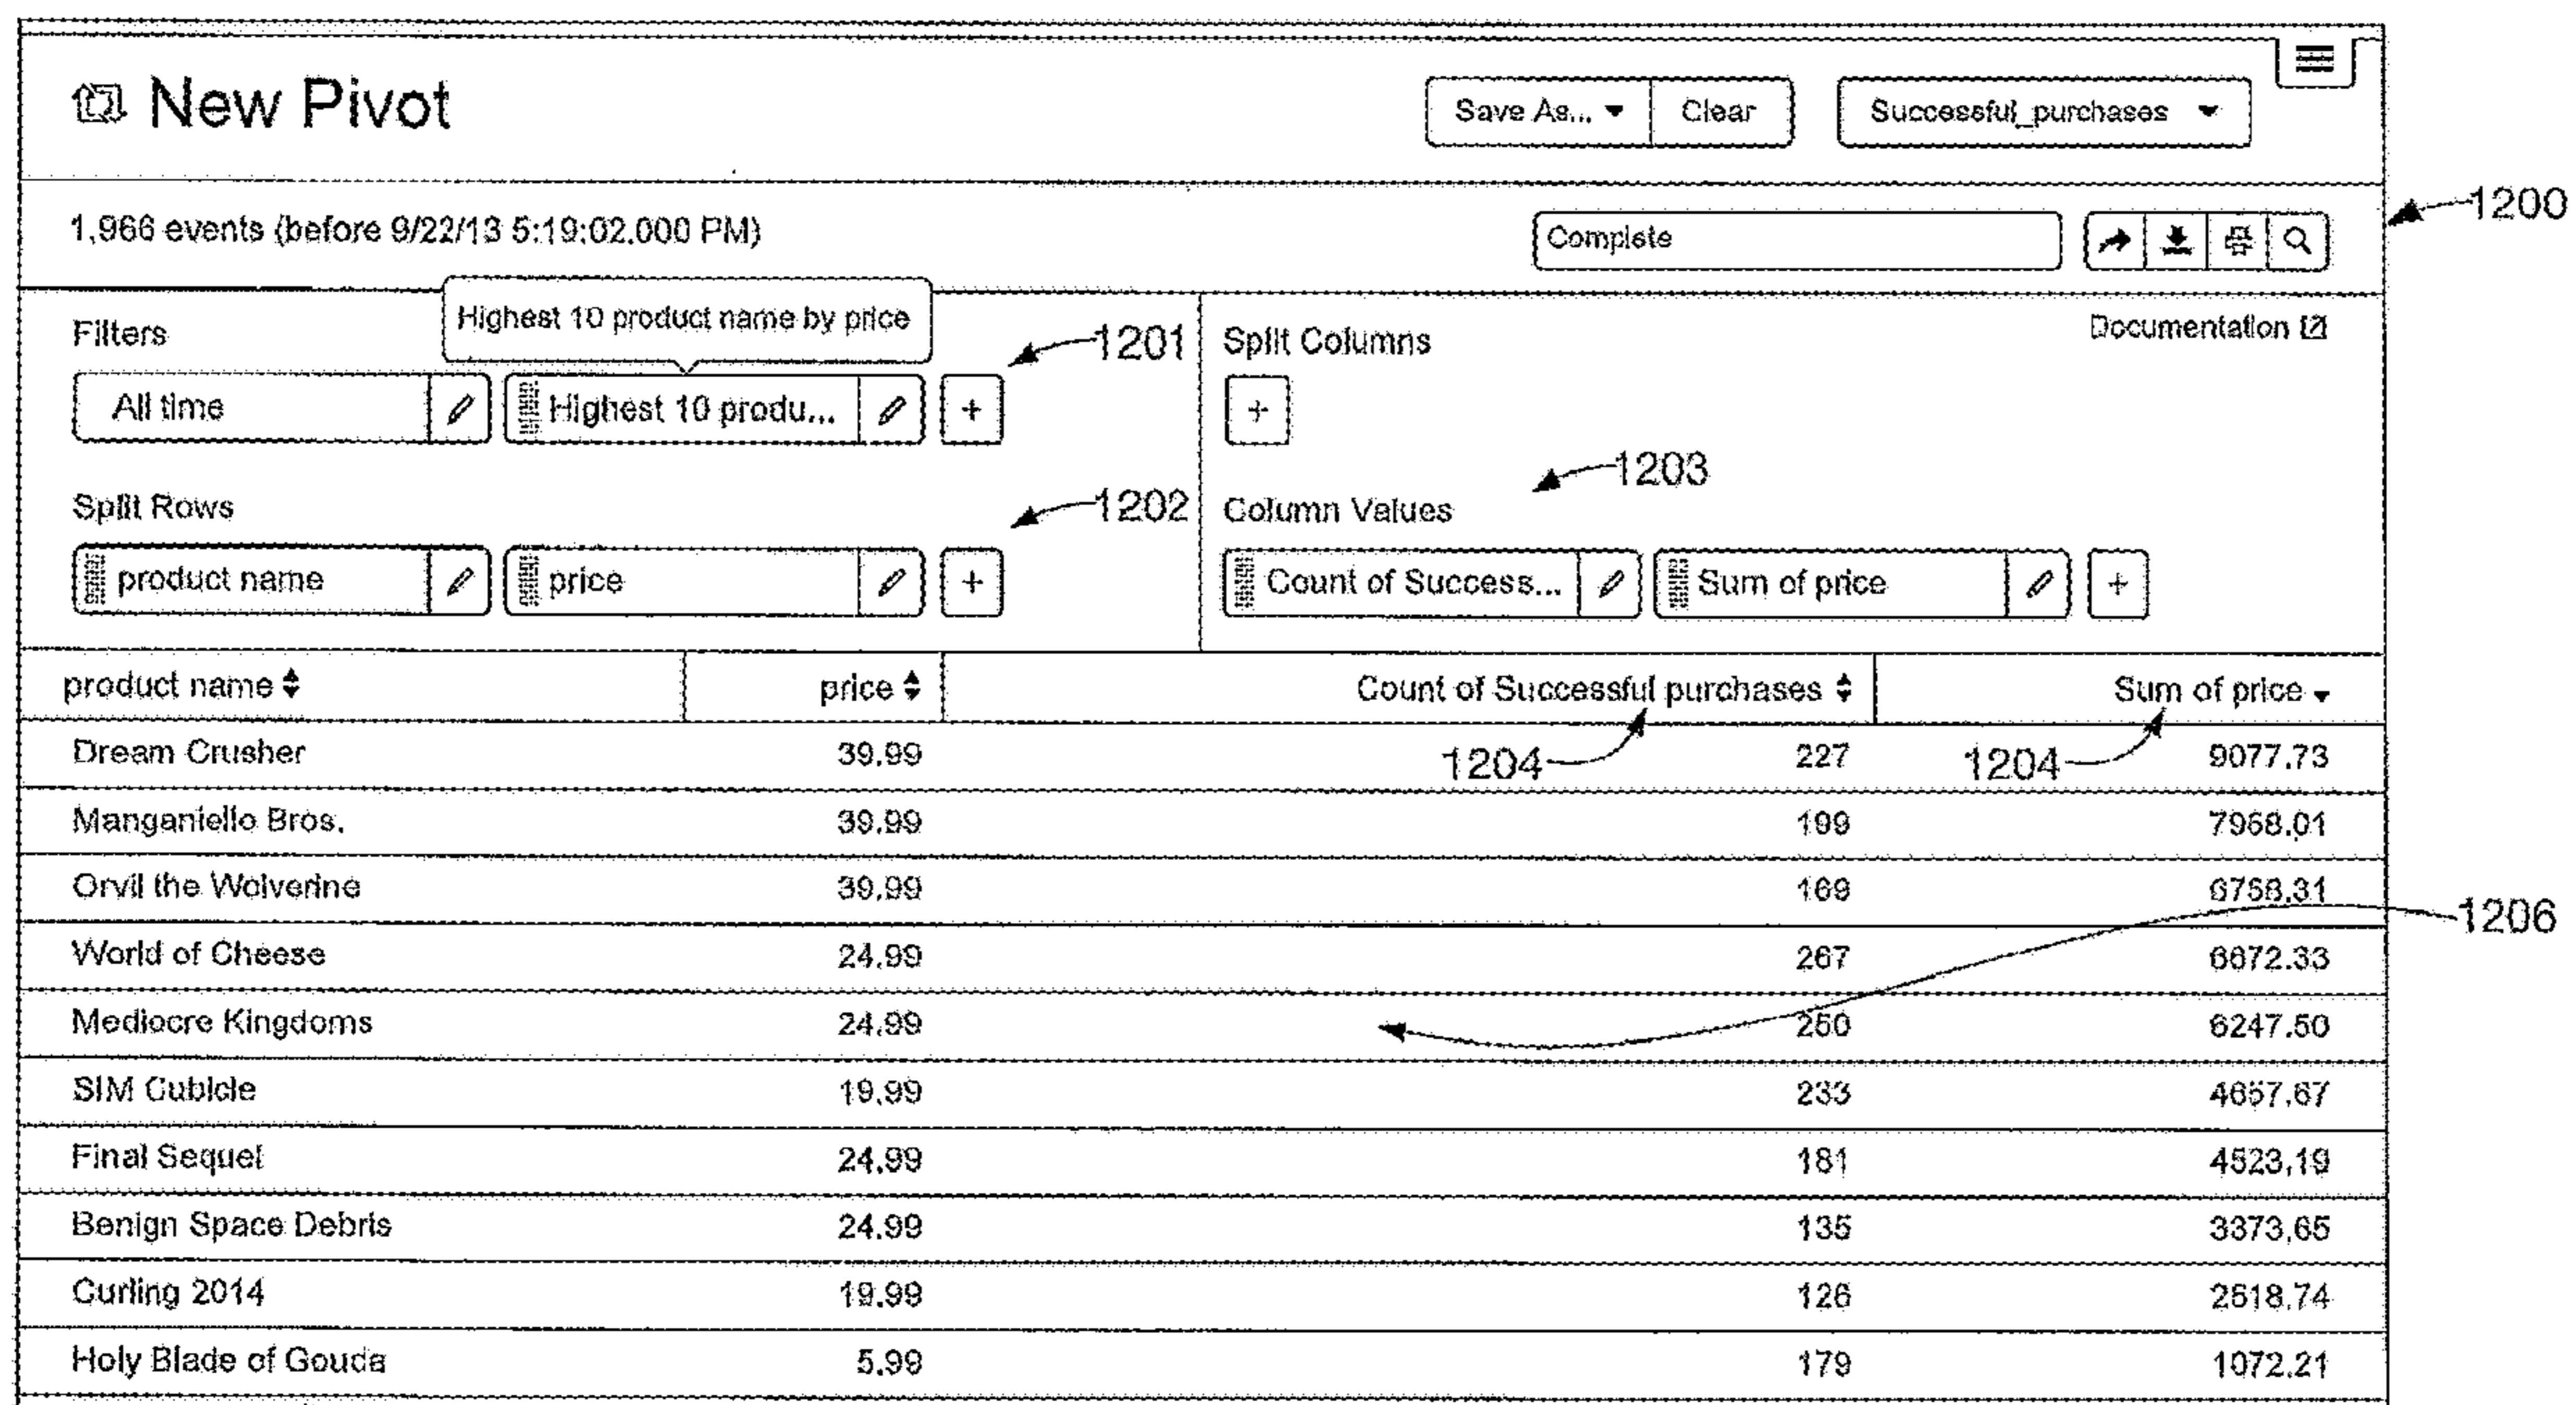 New Pivot
Save As... Clear Successful_purchases
1,966 events (before 9/22/13 5:19:02.000 PM) Complete 1200
Highest 10 product name by price
Filters 1201 Split Columns Documentation
All time Highest 10 produ... + +
Split Rows 1202 Column Values 1203
product name price + Count of Success... Sum of price +
product name price Count of Successful purchases Sum of price
Dream Crusher 39.99 1204 227 1204 9077.73
Manganiello Bros. 39.99 199 7958.01
Orvil the Wolverine 39.99 169 6758.31
1206
World of Cheese 24.99 267 6672.33
Mediocre Kingdoms 24.99 250 6247.50
SIM Cubicle 19.99 233 4657.67
Final Sequel 24.99 181 4523.19
Benign Space Debris 24.99 135 3373.65
Curling 2014 19.99 126 2518.74
Holy Blade of Gouda 5.99 179 1072.21